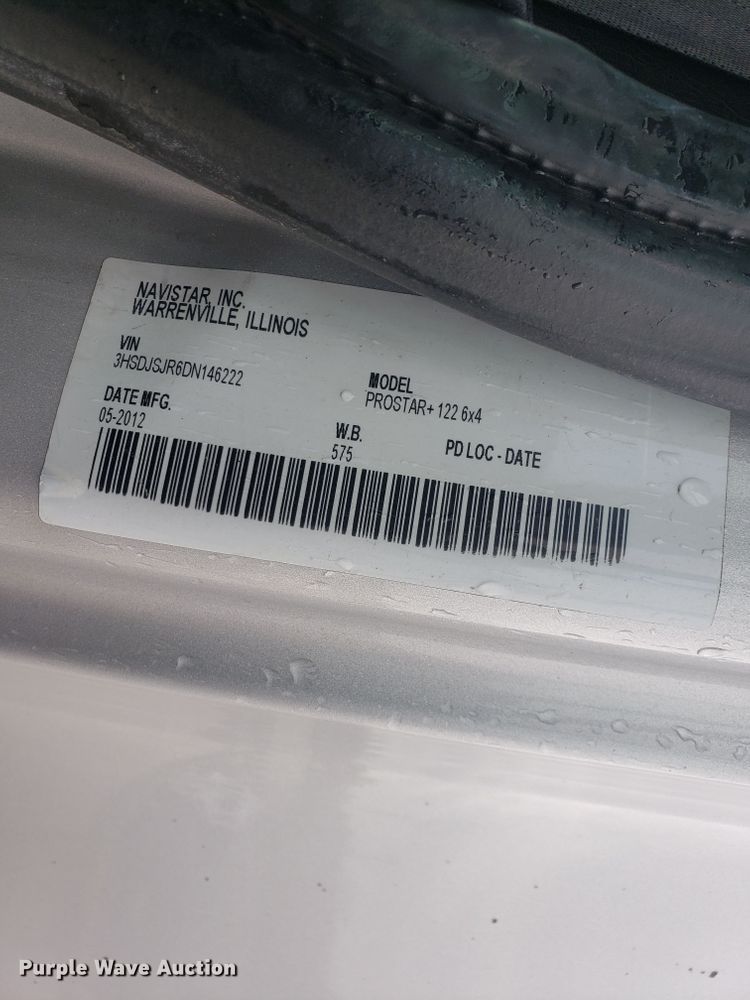 NAVISTAR, INC.
WARRENVILLE, ILLINOIS
VIN
3HSDJSJR6DN146222
MODEL
PROSTAR+ 122 6x4
DATE MFG.
05-2012
W.B.
575
PD LOC - DATE
Purple Wave Auction